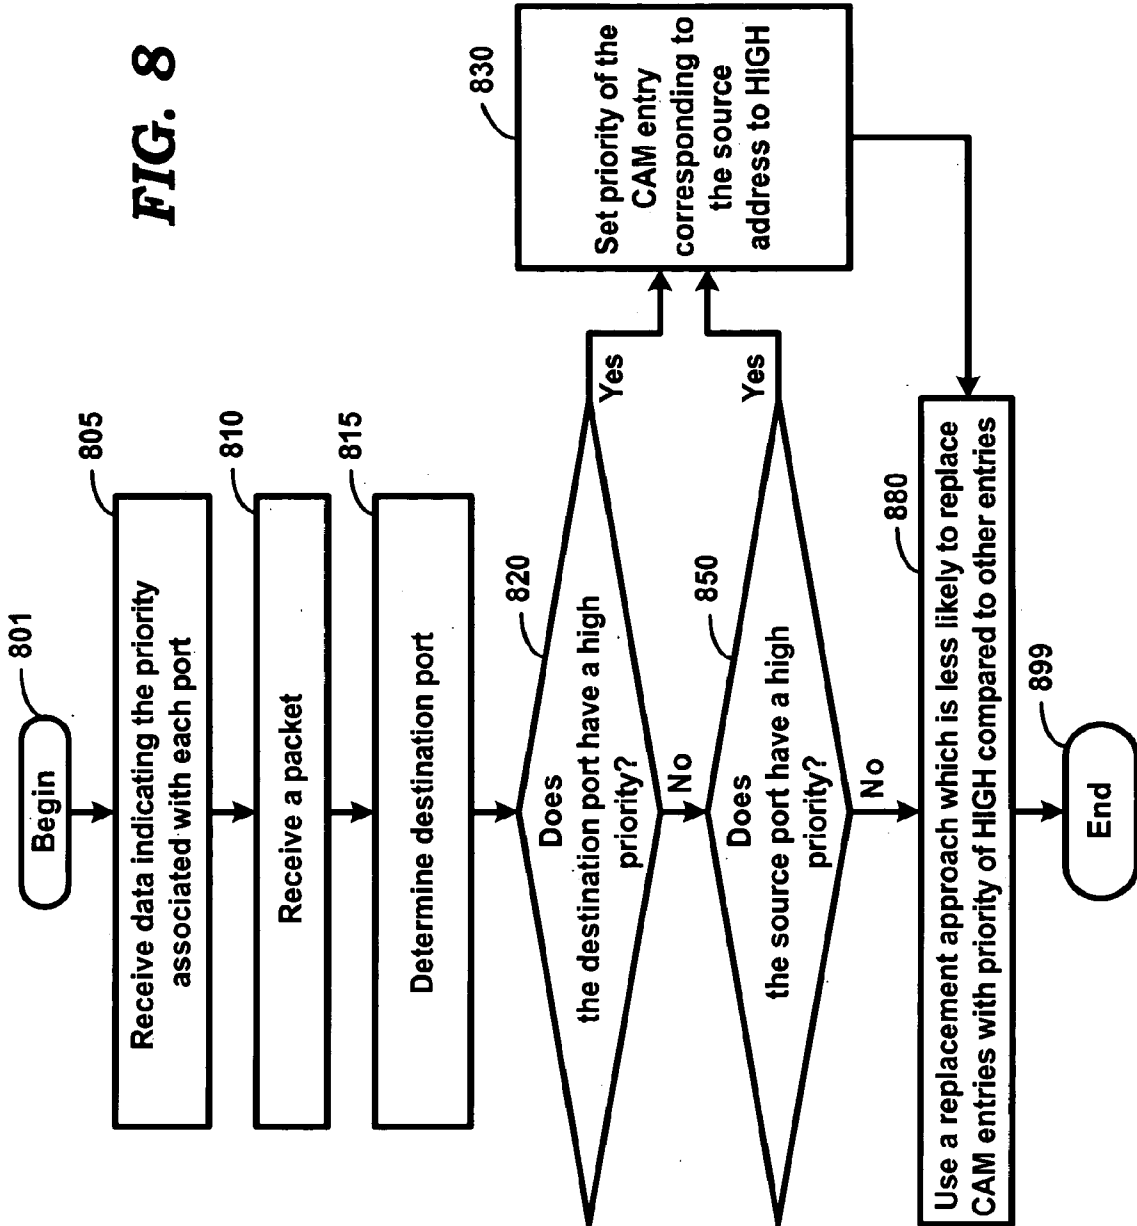 FIG. 8
801
Begin
805
Receive data indicating the priority
associated with each port
810
Receive a packet
815
Determine destination port
820
Does
the destination port have a high
priority?
Yes
No
830
Set priority of the
CAM entry
corresponding to
the source
address to HIGH
850
Does
the source port have a high
priority?
Yes
No
880
Use a replacement approach which is less likely to replace
CAM entries with priority of HIGH compared to other entries
899
End